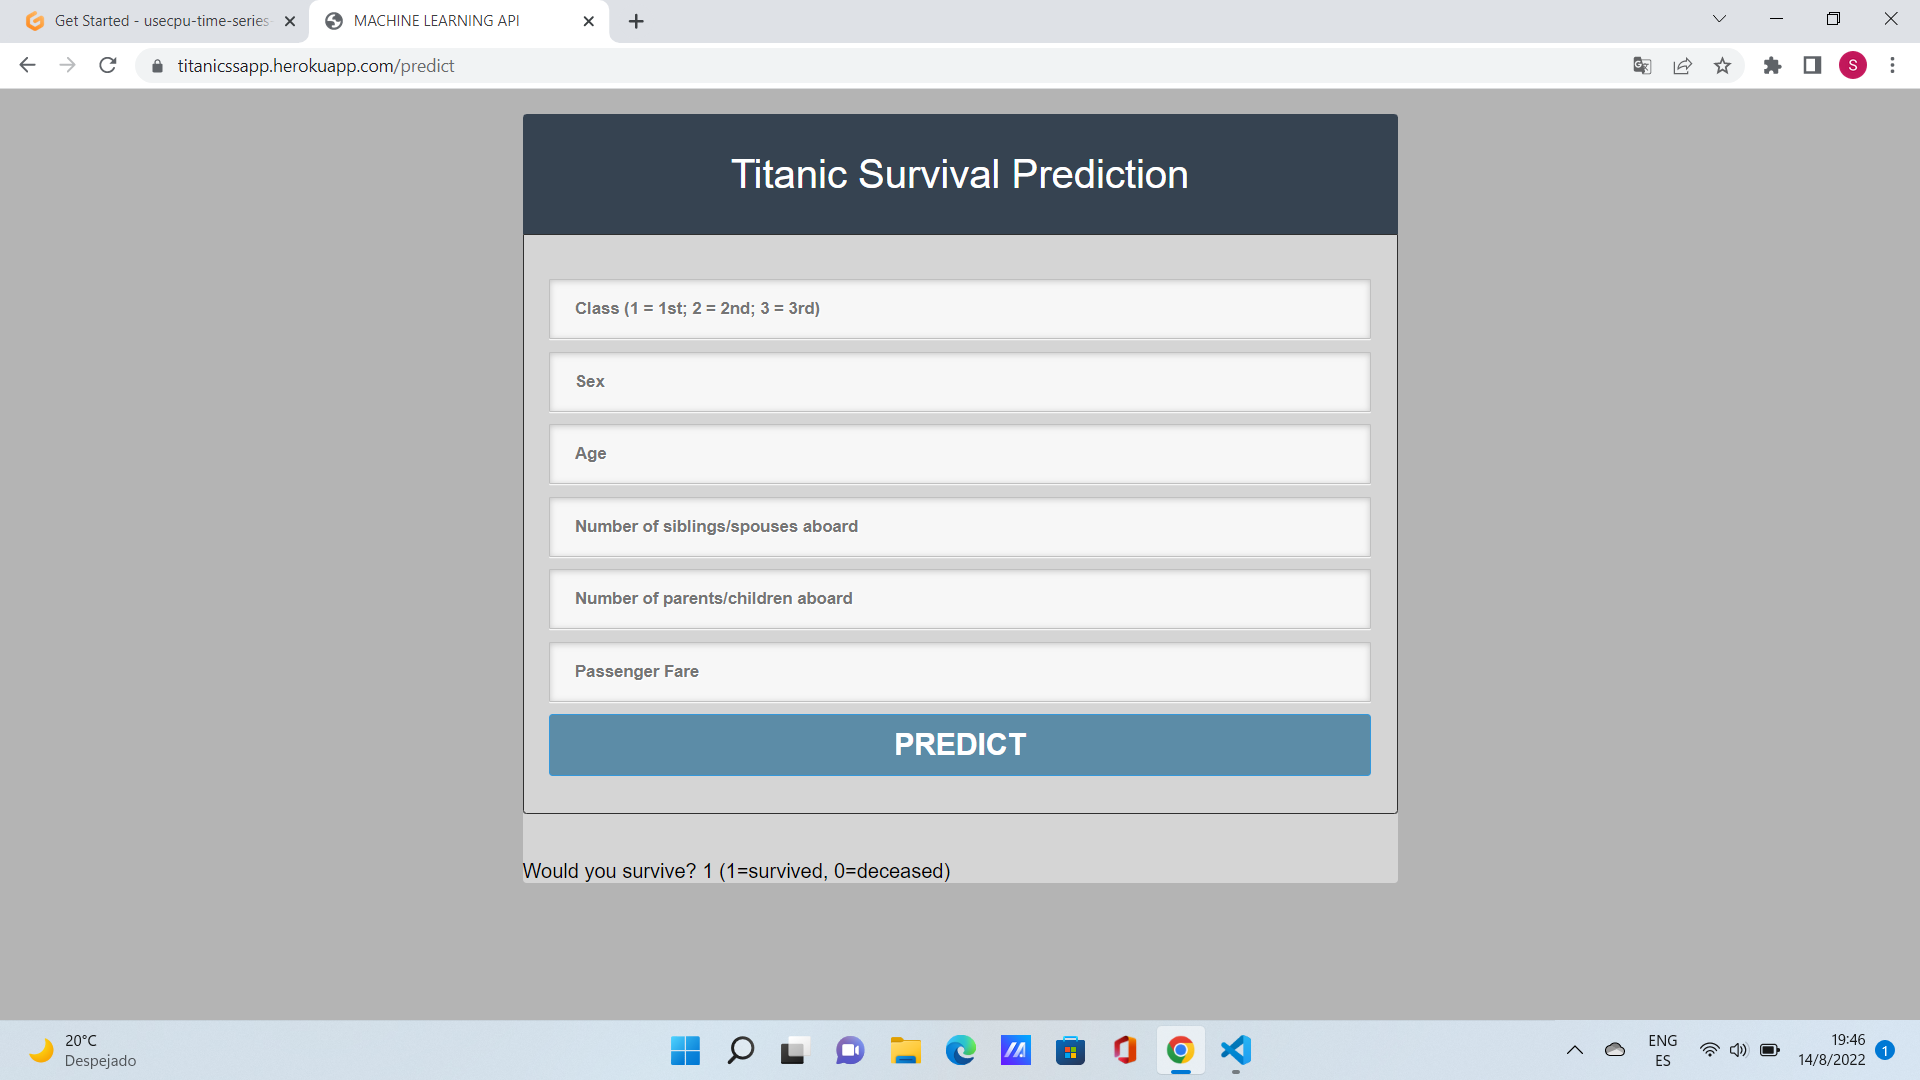 Get Started - usecpu-time-series-
MACHINE LEARNING API
titanicssapp.herokuapp.com/predict
S
Titanic Survival Prediction
Class (1 = 1st; 2 = 2nd; 3 = 3rd)
Sex
Age
Number of siblings/spouses aboard
Number of parents/children aboard
Passenger Fare
PREDICT
Would you survive? 1 (1=survived, 0=deceased)
20°C
Despejado
ENG
ES
19:46
14/8/2022
1